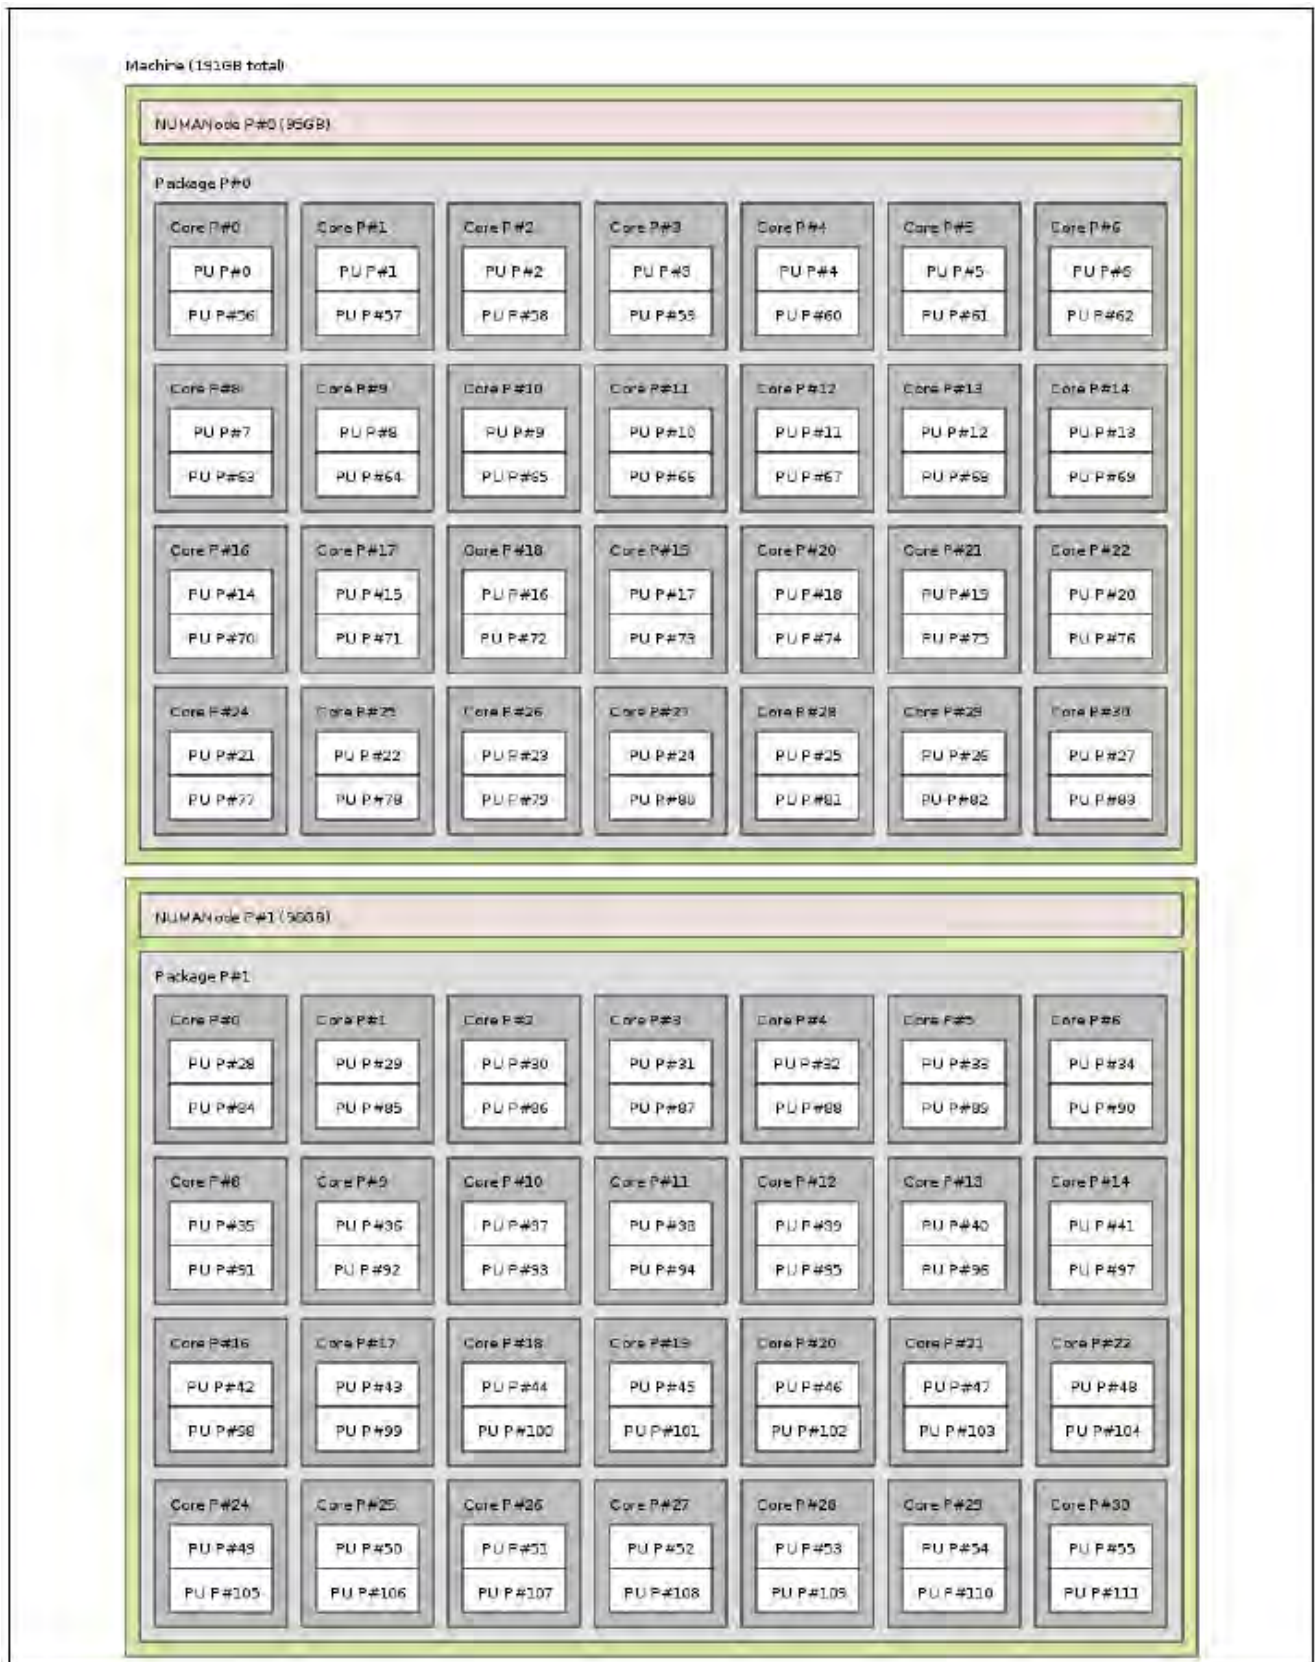 Machine (191GB total)
NUMANode P#0 (95GB)
Package P#0
Core P#0 Core P#1 Core P#2 Core P#3 Core P#4 Core P#5 Core P#6
PU P#0 PU P#1 PU P#2 PU P#3 PU P#4 PU P#5 PU P#6
PU P#56 PU P#57 PU P#58 PU P#59 PU P#60 PU P#61 PU P#62
Core P#8 Core P#9 Core P#10 Core P#11 Core P#12 Core P#13 Core P#14
PU P#7 PU P#8 PU P#9 PU P#10 PU P#11 PU P#12 PU P#13
PU P#63 PU P#64 PU P#65 PU P#66 PU P#67 PU P#68 PU P#69
Core P#16 Core P#17 Core P#18 Core P#19 Core P#20 Core P#21 Core P#22
PU P#14 PU P#15 PU P#16 PU P#17 PU P#18 PU P#19 PU P#20
PU P#70 PU P#71 PU P#72 PU P#73 PU P#74 PU P#75 PU P#76
Core P#24 Core P#25 Core P#26 Core P#27 Core P#28 Core P#29 Core P#30
PU P#21 PU P#22 PU P#23 PU P#24 PU P#25 PU P#26 PU P#27
PU P#77 PU P#78 PU P#79 PU P#80 PU P#81 PU P#82 PU P#83
NUMANode P#1 (96GB)
Package P#1
Core P#0 Core P#1 Core P#2 Core P#3 Core P#4 Core P#5 Core P#6
PU P#28 PU P#29 PU P#30 PU P#31 PU P#32 PU P#33 PU P#34
PU P#84 PU P#85 PU P#86 PU P#87 PU P#88 PU P#89 PU P#90
Core P#8 Core P#9 Core P#10 Core P#11 Core P#12 Core P#13 Core P#14
PU P#35 PU P#36 PU P#37 PU P#38 PU P#39 PU P#40 PU P#41
PU P#91 PU P#92 PU P#93 PU P#94 PU P#95 PU P#96 PU P#97
Core P#16 Core P#17 Core P#18 Core P#19 Core P#20 Core P#21 Core P#22
PU P#42 PU P#43 PU P#44 PU P#45 PU P#46 PU P#47 PU P#48
PU P#98 PU P#99 PU P#100 PU P#101 PU P#102 PU P#103 PU P#104
Core P#24 Core P#25 Core P#26 Core P#27 Core P#28 Core P#29 Core P#30
PU P#49 PU P#50 PU P#51 PU P#52 PU P#53 PU P#54 PU P#55
PU P#105 PU P#106 PU P#107 PU P#108 PU P#109 PU P#110 PU P#111